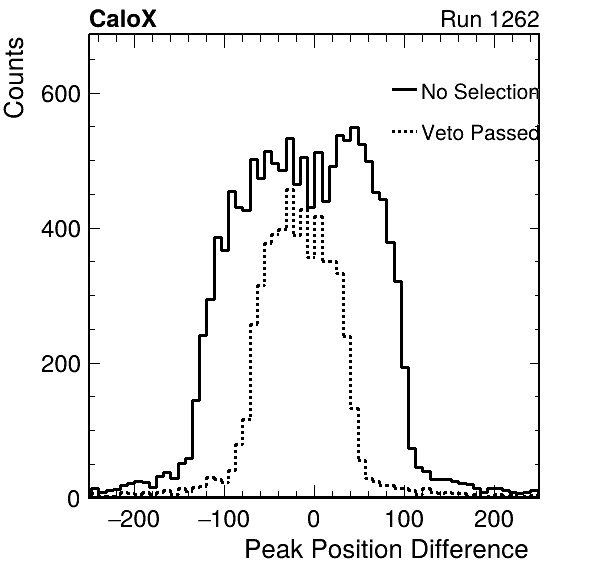 CaloX Run 1262
Counts
600
No Selection
Veto Passed
400
200
0
−200 −100 0 100 200
Peak Position Difference